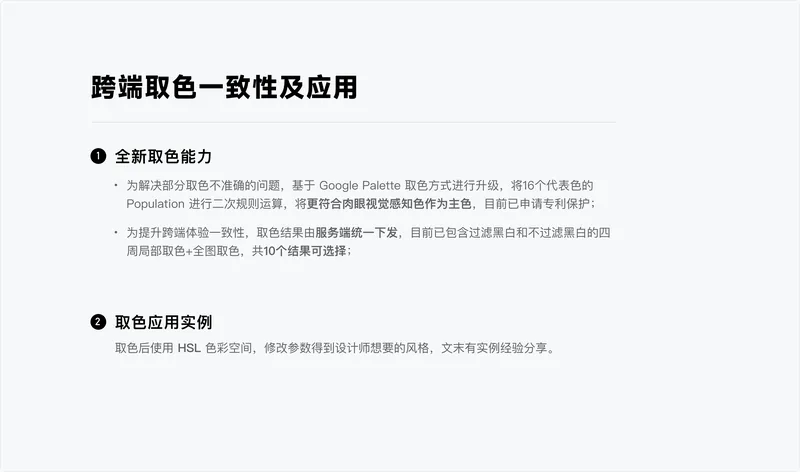 跨端取色一致性及应用
1 全新取色能力
· 为解决部分取色不准确的问题，基于 Google Palette 取色方式进行升级，将16个代表色的
Population 进行二次规则运算，将更符合肉眼视觉感知色作为主色，目前已申请专利保护；
· 为提升跨端体验一致性，取色结果由服务端统一下发，目前已包含过滤黑白和不过滤黑白的四
周局部取色+全图取色，共10个结果可选择；
2 取色应用实例
取色后使用 HSL 色彩空间，修改参数得到设计师想要的风格，文末有实例经验分享。